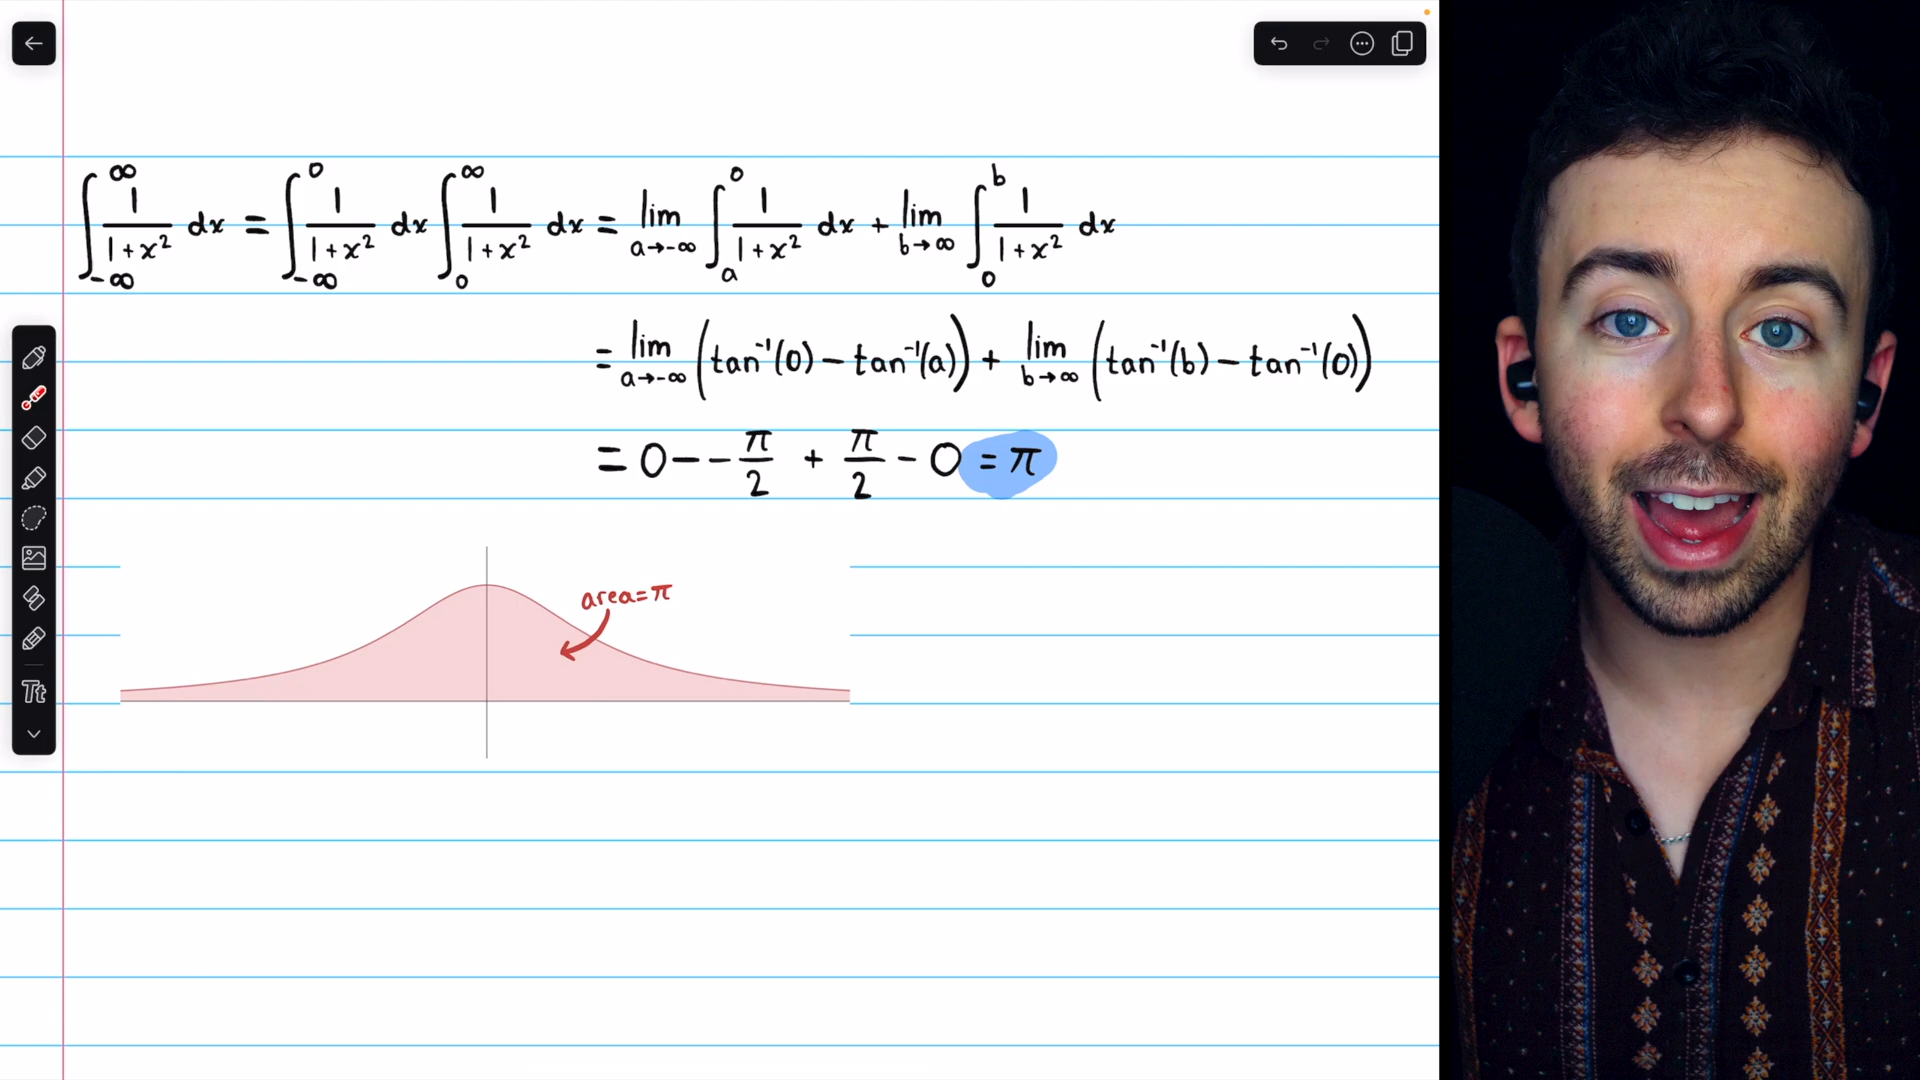 ∫_{-∞}^{∞} 1/(1+x²) dx = ∫_{-∞}^{0} 1/(1+x²) dx ∫_{0}^{∞} 1/(1+x²) dx = lim_{a→-∞} ∫_{a}^{0} 1/(1+x²) dx + lim_{b→∞} ∫_{0}^{b} 1/(1+x²) dx
= lim_{a→-∞} (tan⁻¹(0) - tan⁻¹(a)) + lim_{b→∞} (tan⁻¹(b) - tan⁻¹(0))
= 0 - - π/2 + π/2 - 0 = π
area = π
Tt